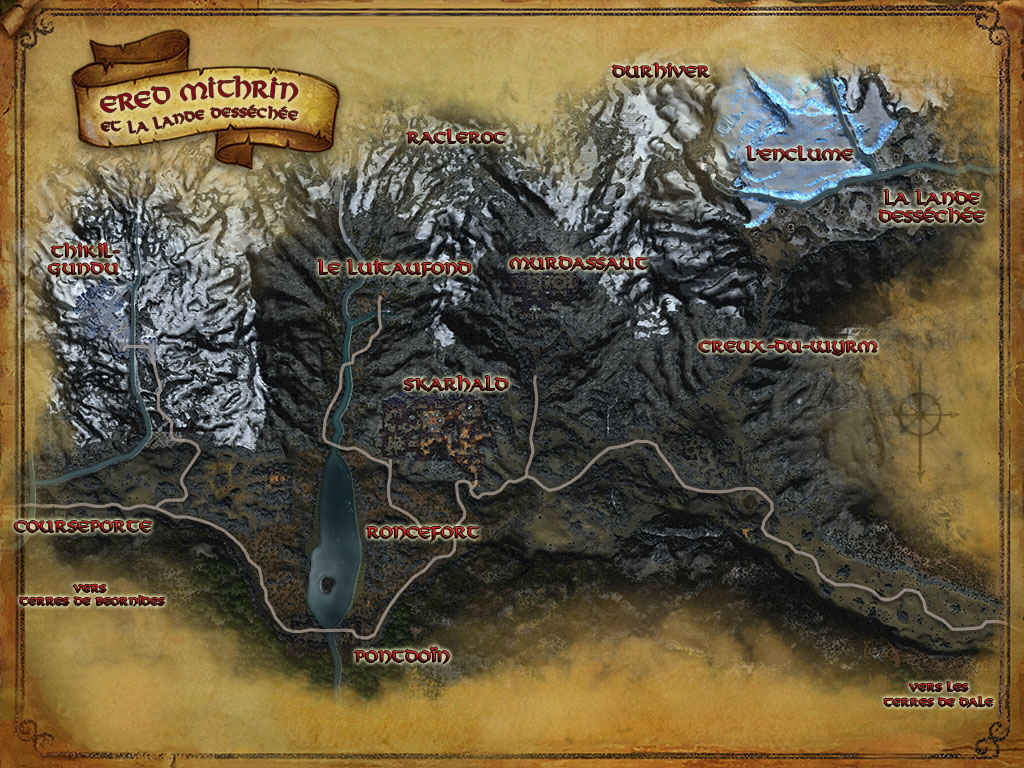 ERED MITHRIN
ET LA LANDE DESSÉCHÉE
DURHIVER
RACLEROC
L'ENCLUME
LA LANDE
DESSÉCHÉE
THIKIL-
GUNDU
LE LUITAUFOND
MURDASSAUT
CREUX-DU-WYRM
SKARHALD
COURSEPORTE
RONCEFORT
VERS
TERRES DE BEORNIDES
PONTDOÏN
VERS LES
TERRES DE DALE